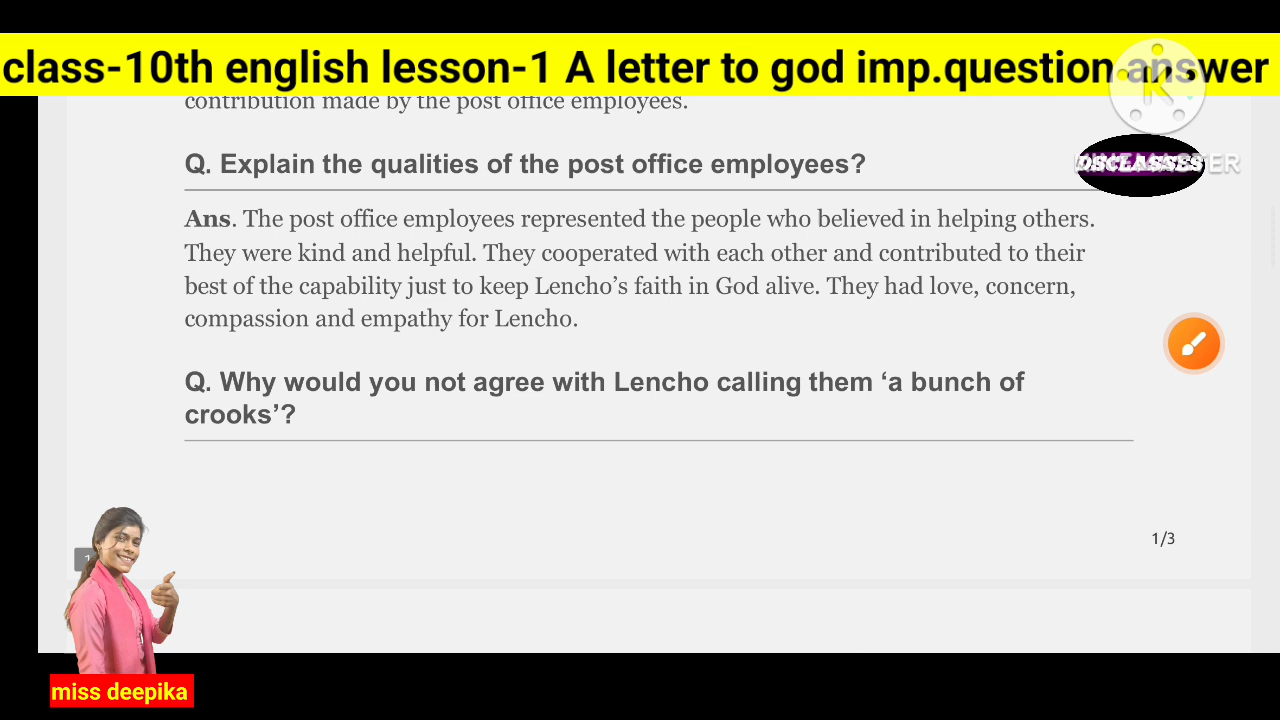 class-10th english lesson-1 A letter to god imp.question answer
contribution made by the post office employees.
Q. Explain the qualities of the post office employees?
DSCLASSES
Ans. The post office employees represented the people who believed in helping others.
They were kind and helpful. They cooperated with each other and contributed to their
best of the capability just to keep Lencho’s faith in God alive. They had love, concern,
compassion and empathy for Lencho.
Q. Why would you not agree with Lencho calling them ‘a bunch of
crooks’?
1/3
1
miss deepika